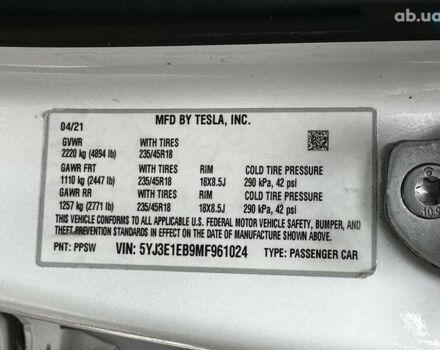 ab.ua
MFD BY TESLA, INC.
04/21
GVWR WITH TIRES
2220 kg (4894 lb) 235/45R18
GAWR FRT WITH TIRES RIM COLD TIRE PRESSURE
1110 kg (2447 lb) 235/45R18 18X8.5J 290 kPa, 42 psi
GAWR RR WITH TIRES RIM COLD TIRE PRESSURE
1257 kg (2771 lb) 235/45R18 18X8.5J 290 kPa, 42 psi
THIS VEHICLE CONFORMS TO ALL APPLICABLE U.S. FEDERAL MOTOR VEHICLE SAFETY, BUMPER, AND
THEFT PREVENTION STANDARDS IN EFFECT ON THE DATE OF MANUFACTURE SHOWN ABOVE.
PNT: PPSW VIN: 5YJ3E1EB9MF961024 TYPE: PASSENGER CAR